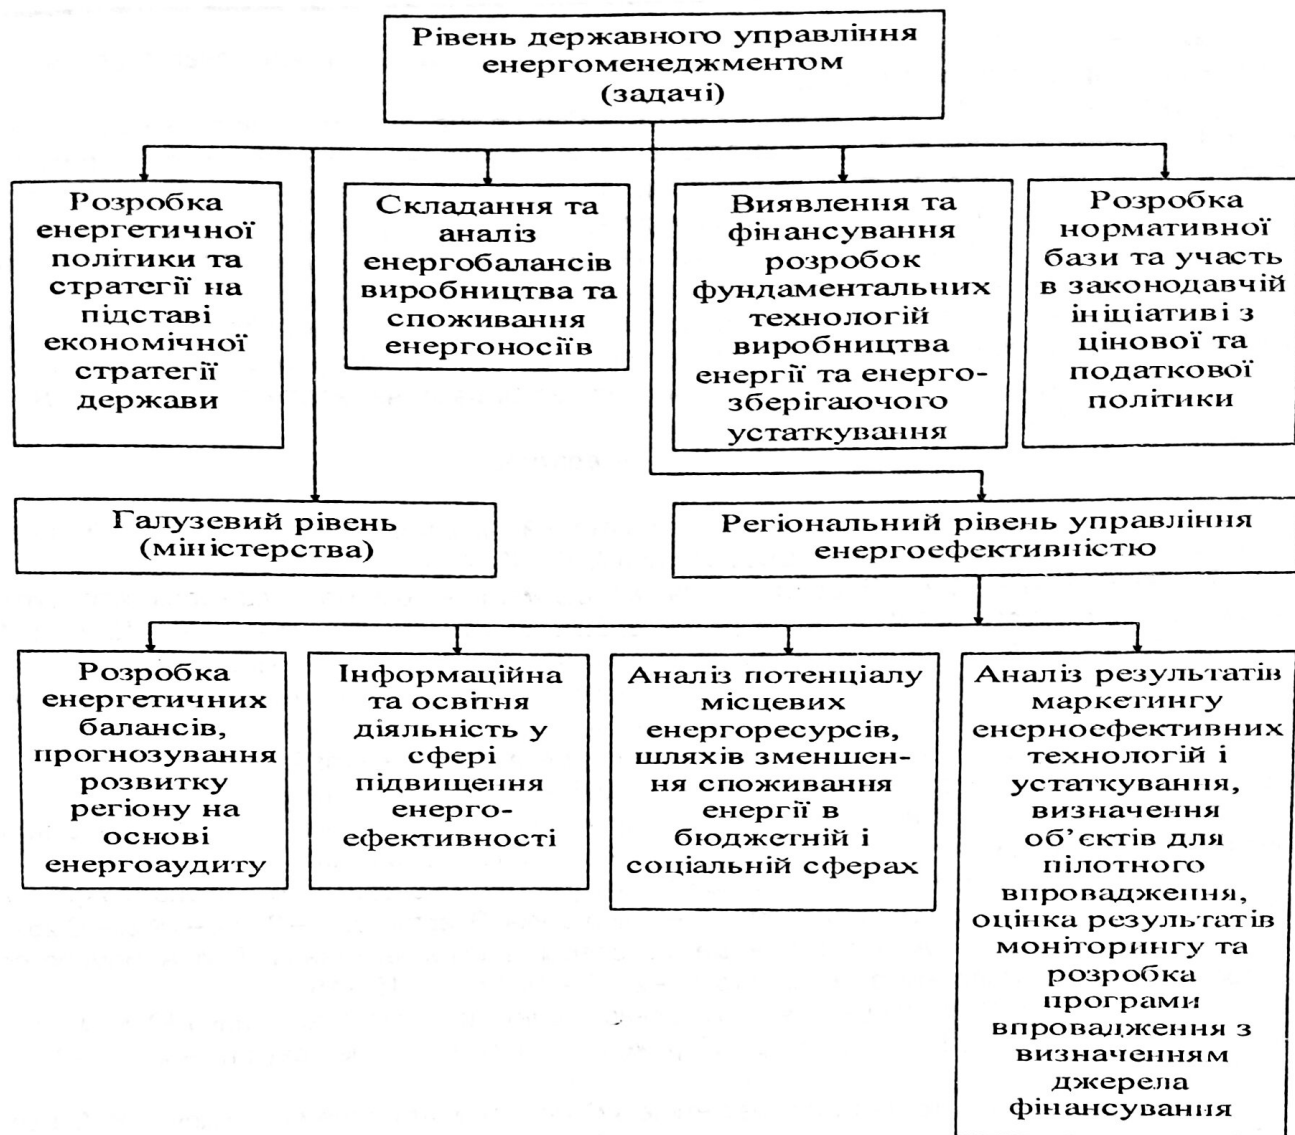 Рівень державного управління
енергоменеджментом
(задачі)
Розробка
енергетичної
політики та
стратегії на
підставі
економічної
стратегії
держави
Складання та
аналіз
енергобалансів
виробництва та
споживання
енергоносіїв
Виявлення та
фінансування
розробок
фундаментальних
технологій
виробництва
енергії та енерго-
зберігаючого
устаткування
Розробка
нормативної
бази та участь
в законодавчій
ініціативі з
цінової та
податкової
політики
Галузевий рівень
(міністерства)
Регіональний рівень управління
енергоефективністю
Розробка
енергетичних
балансів,
прогнозування
розвитку
регіону на
основі
енергоаудиту
Інформаційна
та освітня
діяльність у
сфері
підвищення
енерго-
ефективності
Аналіз потенціалу
місцевих
енергоресурсів,
шляхів зменшен-
ня споживання
енергії в
бюджетній і
соціальній сферах
Аналіз результатів
маркетингу
енерноефективних
технологій і
устаткування,
визначення
об’єктів для
пілотного
впровадження,
оцінка результатів
моніторингу та
розробка
програми
впровадження з
визначенням
джерела
фінансування